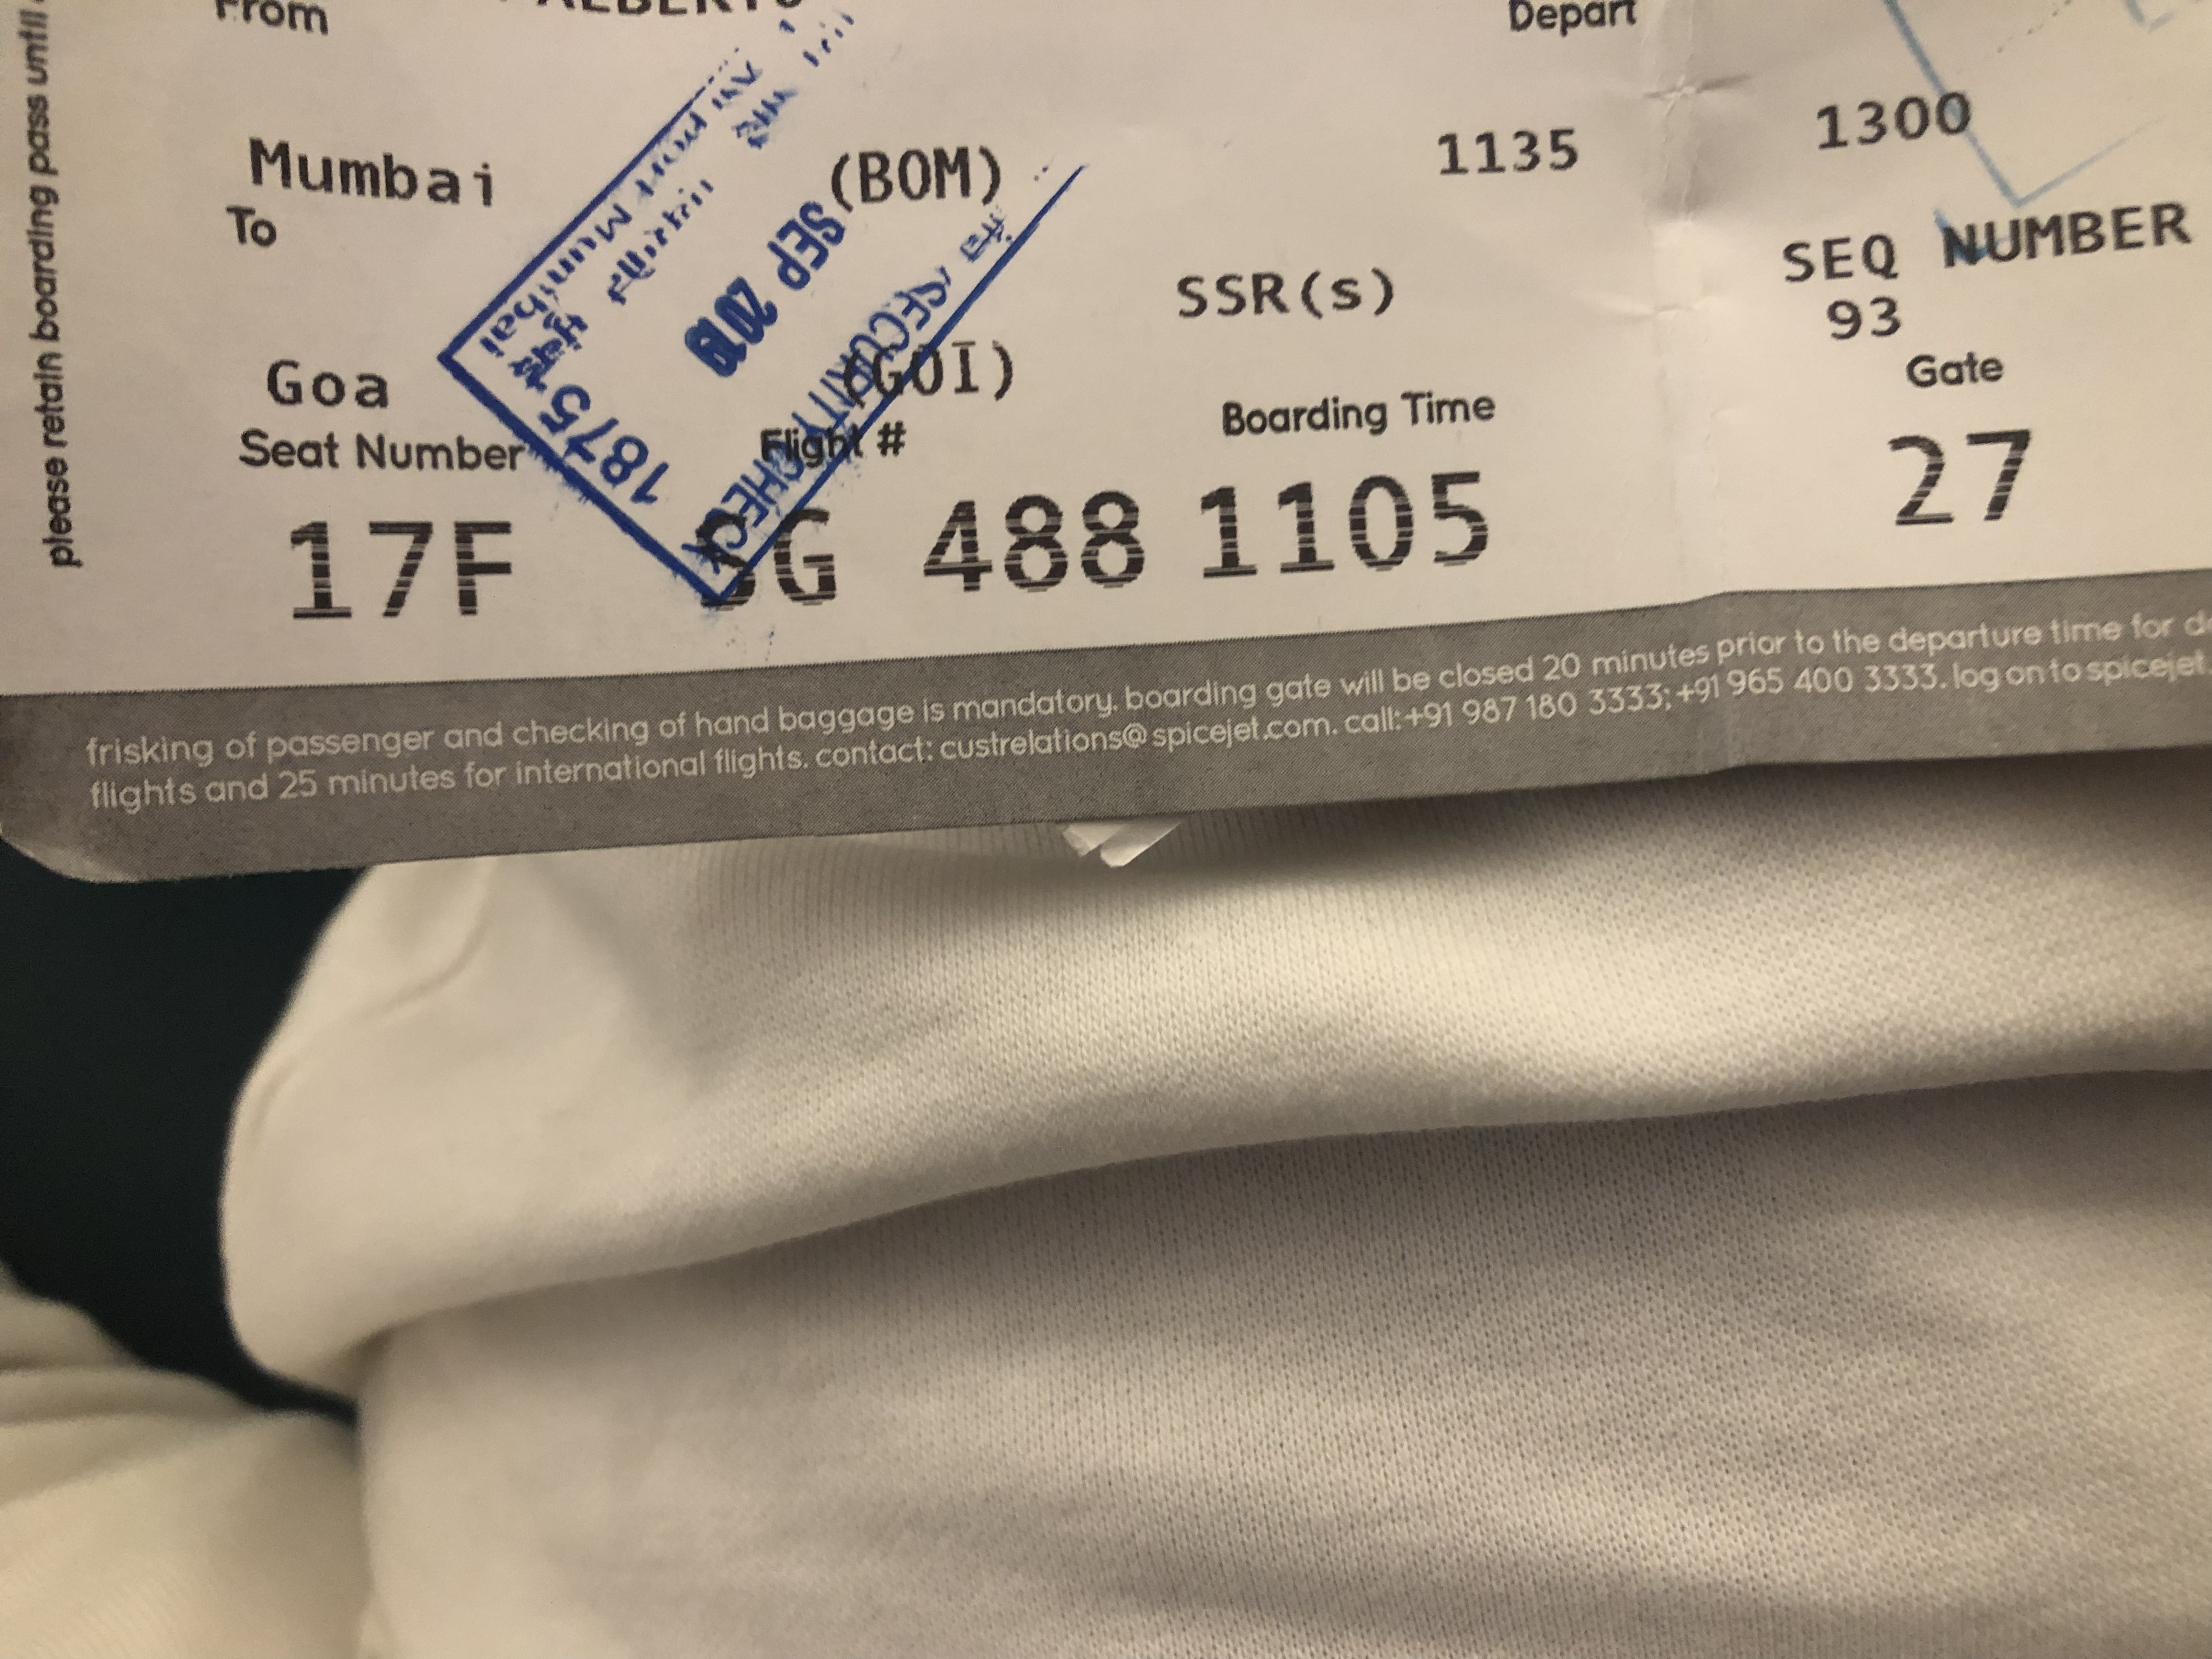 From
Depart
Mumbai (BOM) 1135 1300
To
SSR(s) SEQ NUMBER
93
Goa (GOI)
Seat Number Flight # Boarding Time Gate
17F SG 488 1105 27
frisking of passenger and checking of hand baggage is mandatory. boarding gate will be closed 20 minutes prior to the departure time for
flights and 25 minutes for international flights. contact: custrelations@spicejet.com. call:+91 987 180 3333;+91 965 400 3333. log on to spicejet.
please retain boarding pass until
Mumbai
SEP 2019
1875
SECURITY CHECK